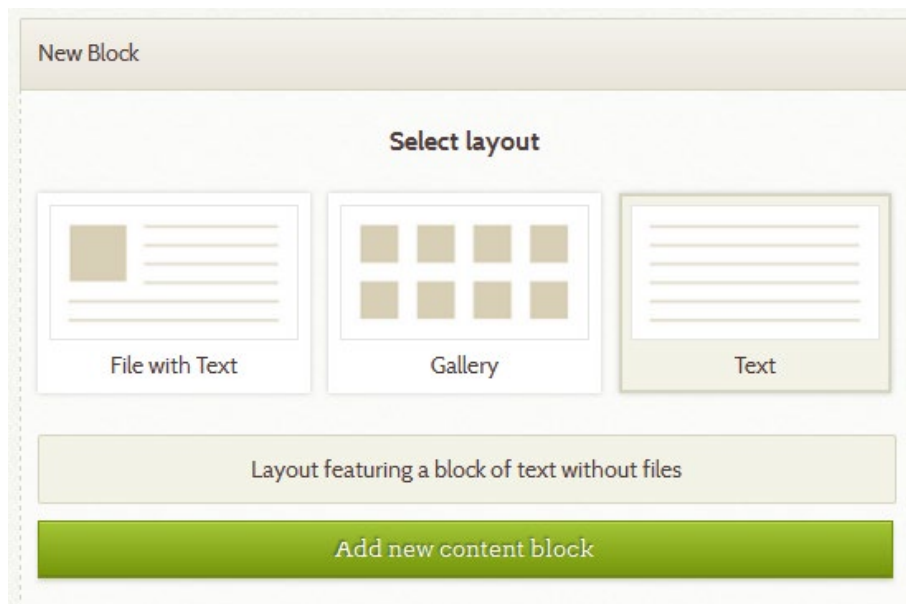 New Block
Select layout
File with Text
Gallery
Text
Layout featuring a block of text without files
Add new content block